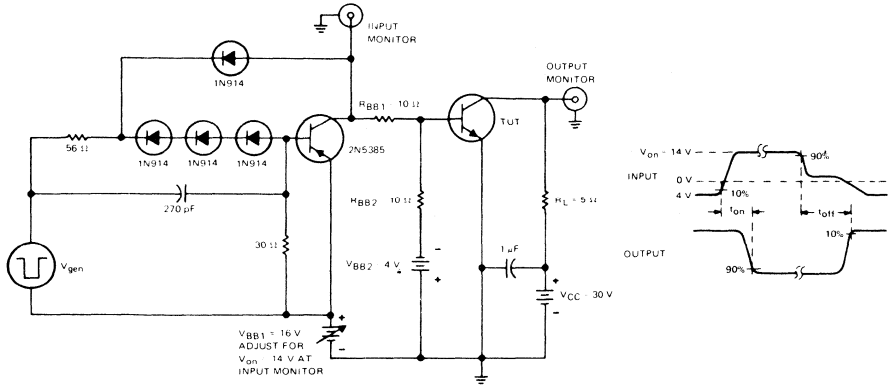 INPUT
MONITOR
OUTPUT
MONITOR
1N914
RBB1 - 10 Ω
TUT
56 Ω
1N914
1N914
1N914
2N5385
270 pF
RBB2
10 Ω
RL = 5 Ω
30 Ω
Vgen
VBB2
4 V
-
+
+
1 µF
+
-
VCC = 30 V
VBB1 = 16 V
ADJUST FOR
Von 14 V AT
INPUT MONITOR
+
-
Von - 14 V
INPUT
0 V
4 V
90%
10%
ton
toff
OUTPUT
10%
90%